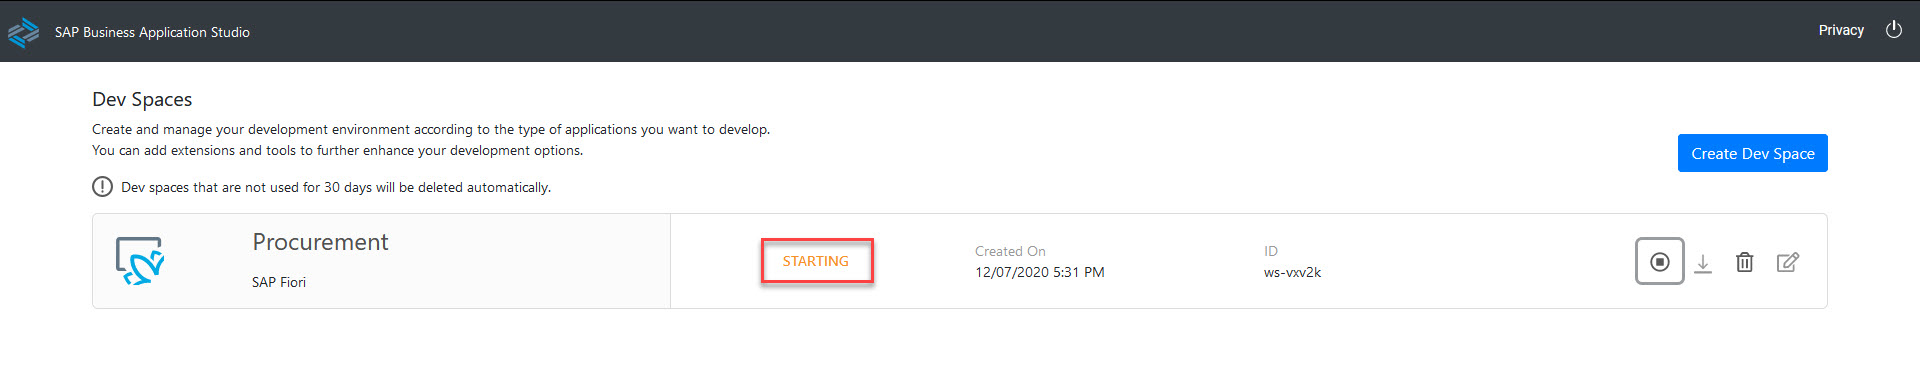 SAP Business Application Studio
Privacy
Dev Spaces
Create and manage your development environment according to the type of applications you want to develop.
You can add extensions and tools to further enhance your development options.
Create Dev Space
Dev spaces that are not used for 30 days will be deleted automatically.
Procurement
SAP Fiori
STARTING
Created On
12/07/2020 5:31 PM
ID
ws-vxv2k